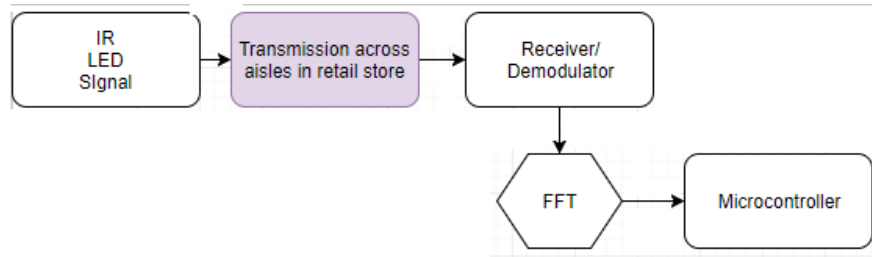 IR
LED
SIgnal
Transmission across
aisles in retail store
Receiver/
Demodulator
FFT
Microcontroller